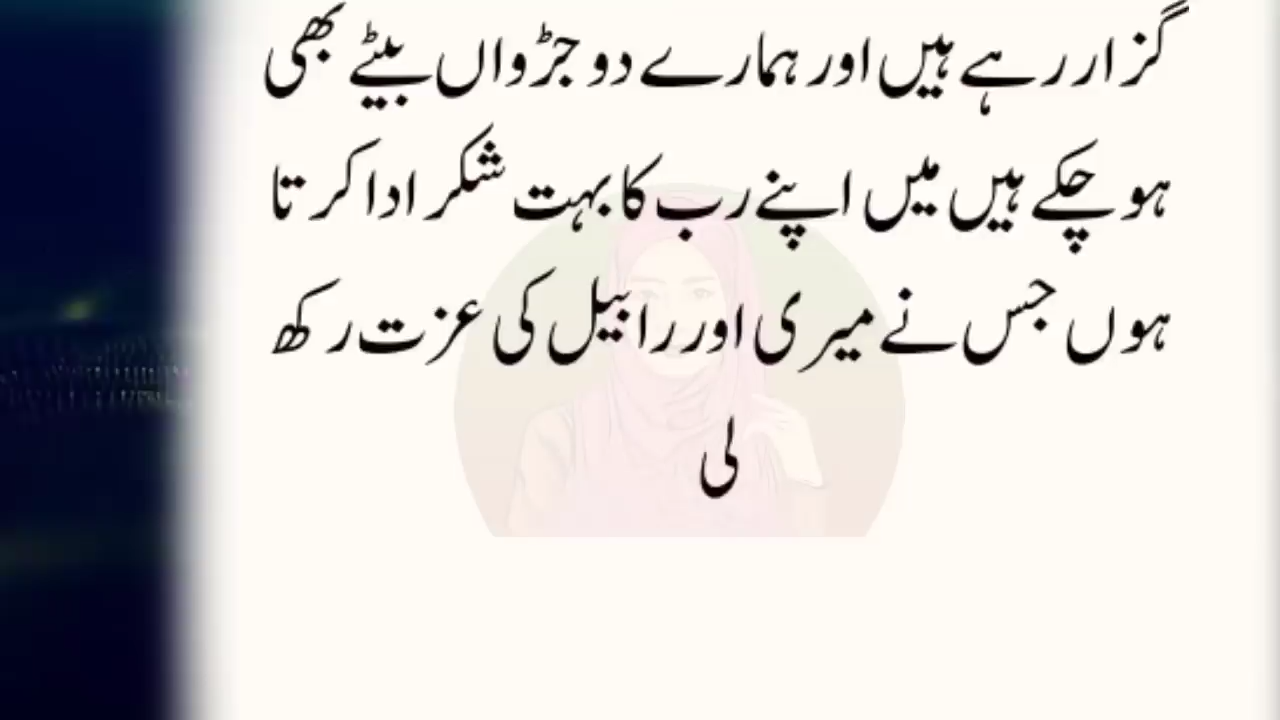 گزار رہے ہیں اور ہمارے دو جڑواں بیٹے بھی
ہو چکے ہیں میں اپنے رب کا بہت شکر ادا کرتا
ہوں جس نے میری اور رابیل کی عزت رکھ
لی